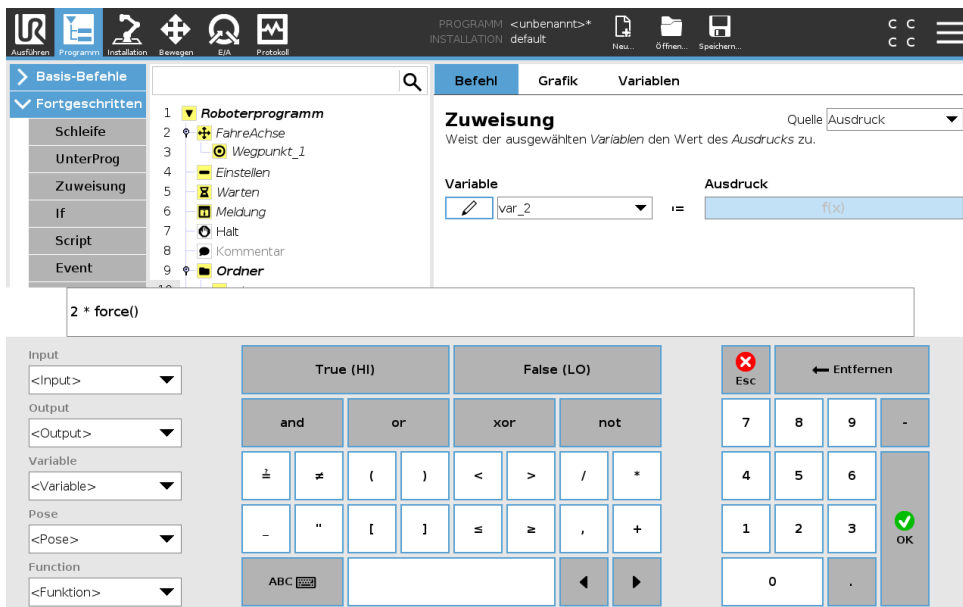 PROGRAMM <unbenannt>*
INSTALLATION default
Ausführen Programm Installation Bewegen E/A Protokoll
Neu... Öffnen... Speichern...
C C
C C
Basis-Befehle
Fortgeschritten
Schleife
UnterProg
Zuweisung
If
Script
Event
1 Roboterprogramm
2 FahreAchse
3 Wegpunkt_1
4 Einstellen
5 Warten
6 Meldung
7 Halt
8 Kommentar
9 Ordner
Befehl Grafik Variablen
Zuweisung
Quelle Ausdruck
Weist der ausgewählten Variablen den Wert des Ausdrucks zu.
Variable Ausdruck
var_2 := f(x)
2 * force()
Input
<Input>
Output
<Output>
Variable
<Variable>
Pose
<Pose>
Function
<Funktion>
True (HI) False (LO)
and or xor not
≟ ≠ ( ) < > / *
_ " [ ] ≤ ≥ , +
ABC
Esc Entfernen
7 8 9 -
4 5 6
1 2 3 OK
0 .